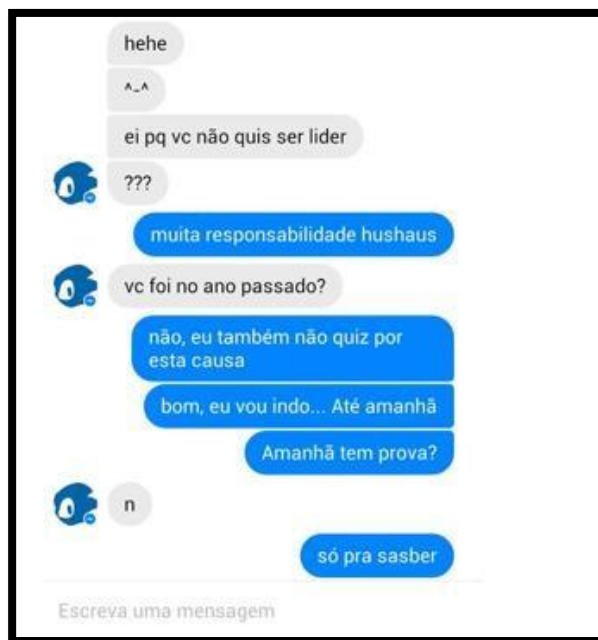 hehe
^-^
ei pq vc não quis ser lider
???
muita responsabilidade hushaus
vc foi no ano passado?
não, eu também não quiz por
esta causa
bom, eu vou indo... Até amanhã
Amanhã tem prova?
n
só pra sasber
Escreva uma mensagem